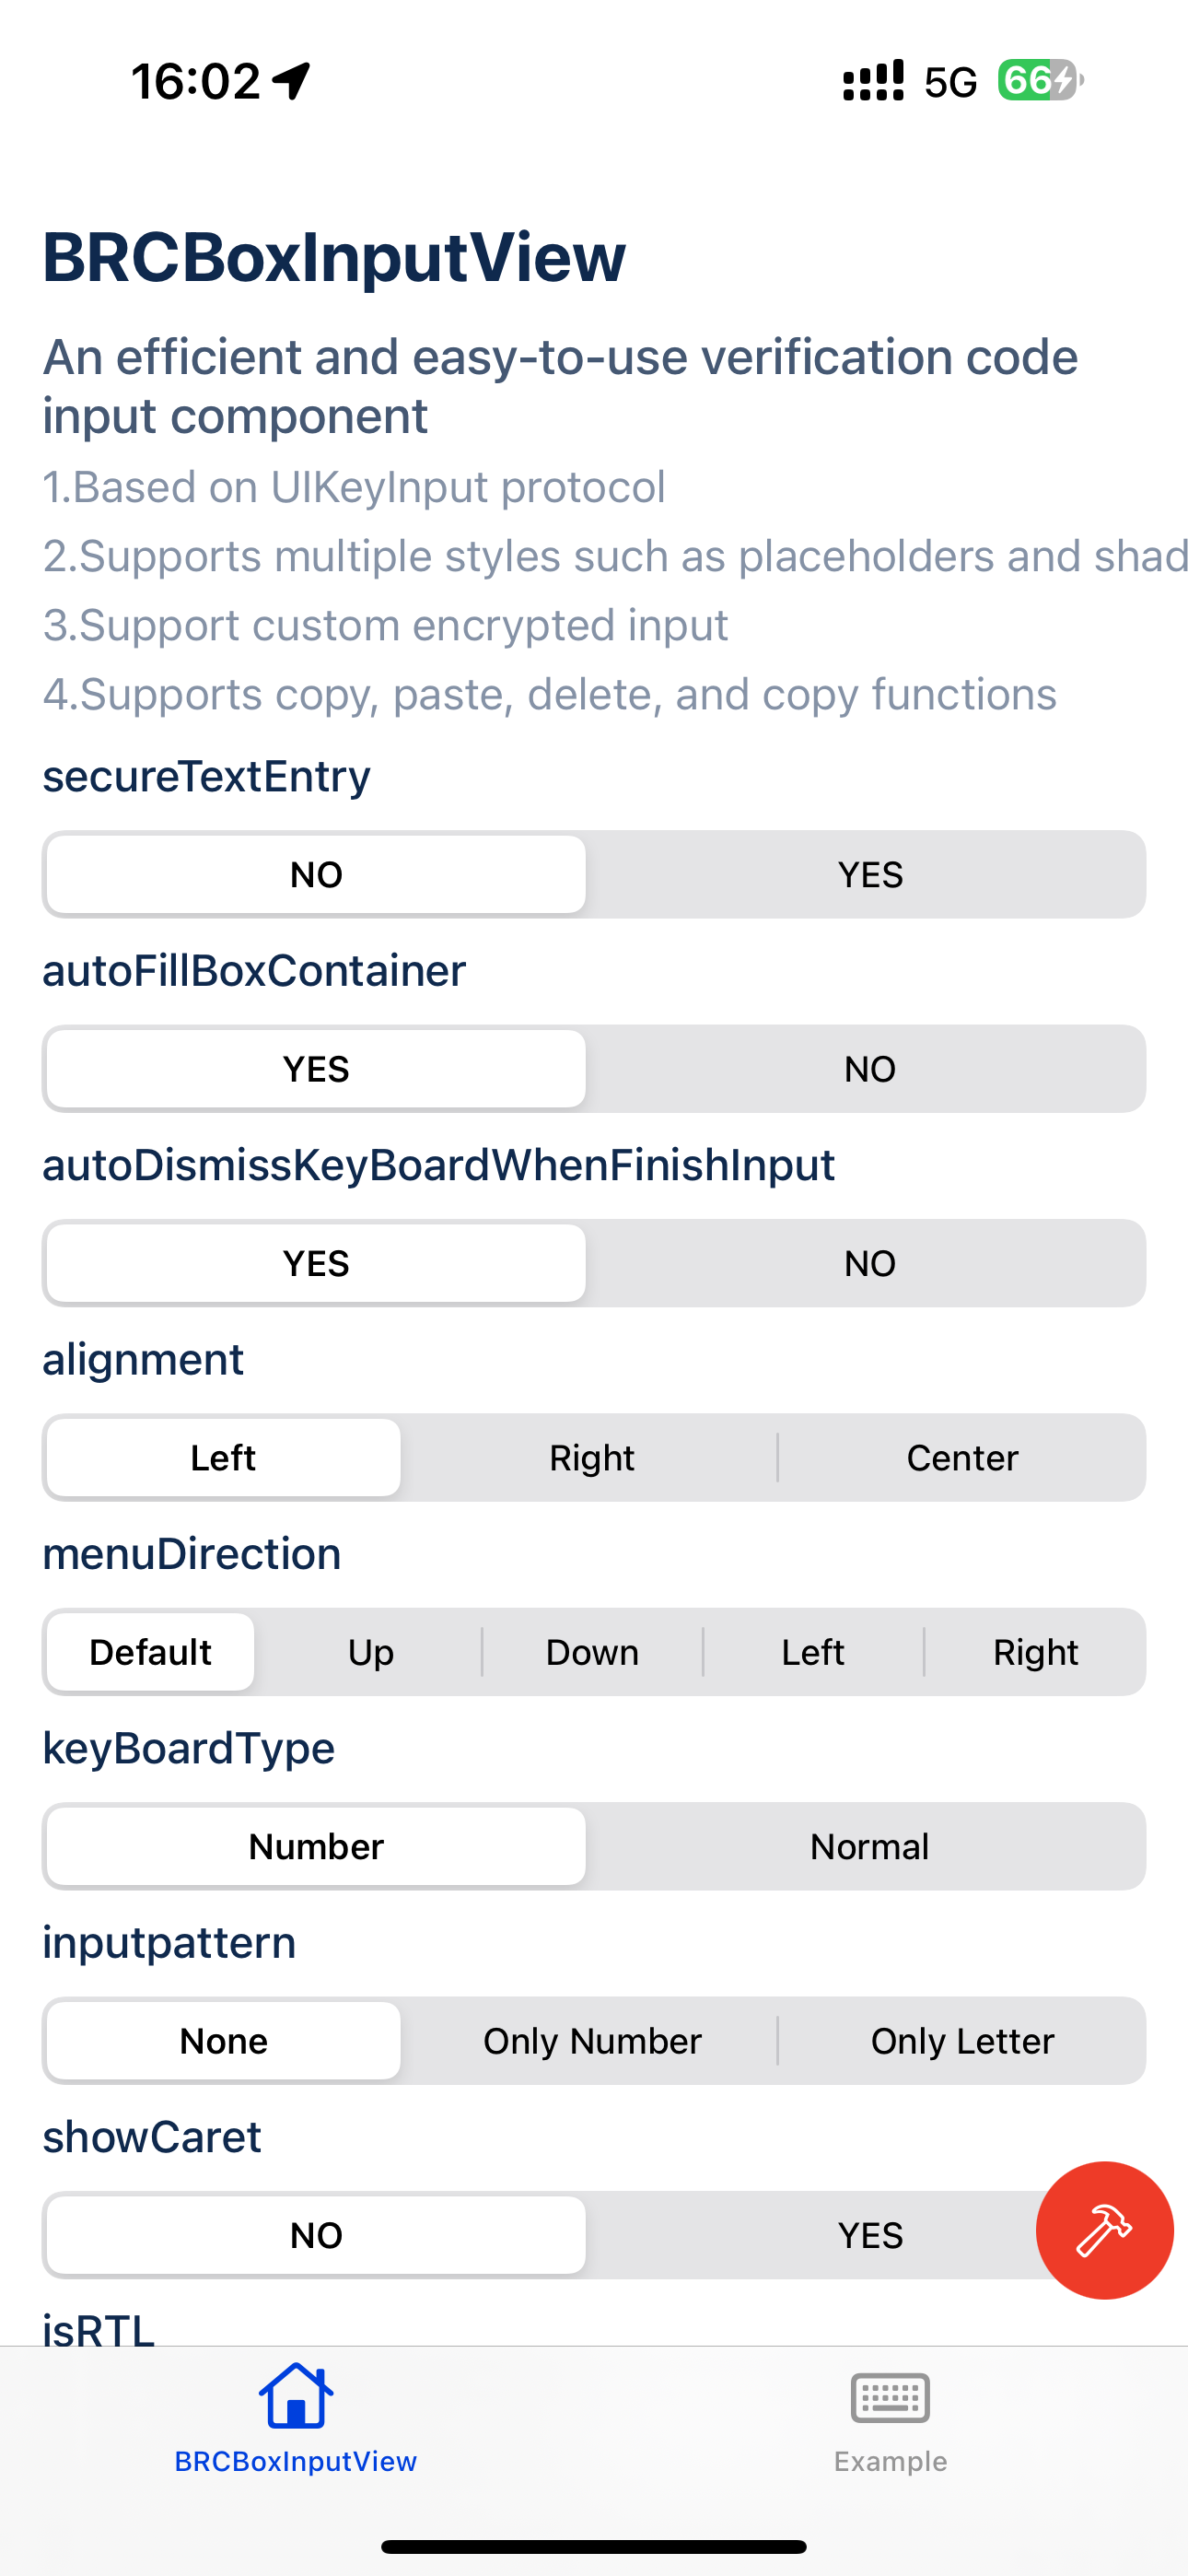 16:02 5G 66
BRCBoxInputView
An efficient and easy-to-use verification code
input component
1.Based on UIKeyInput protocol
2.Supports multiple styles such as placeholders and shad
3.Support custom encrypted input
4.Supports copy, paste, delete, and copy functions
secureTextEntry
NO YES
autoFillBoxContainer
YES NO
autoDismissKeyBoardWhenFinishInput
YES NO
alignment
Left Right Center
menuDirection
Default Up Down Left Right
keyBoardType
Number Normal
inputpattern
None Only Number Only Letter
showCaret
NO YES
isRTL
BRCBoxInputView Example